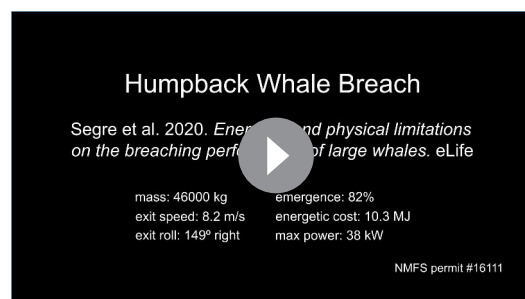 Humpback Whale Breach
Segre et al. 2020. and physical limitations
on the breaching of large whales. eLife
mass: 46000 kg emergence: 82%
exit speed: 8.2 m/s energetic cost: 10.3 MJ
exit roll: 149º right max power: 38 kW
NMFS permit #16111